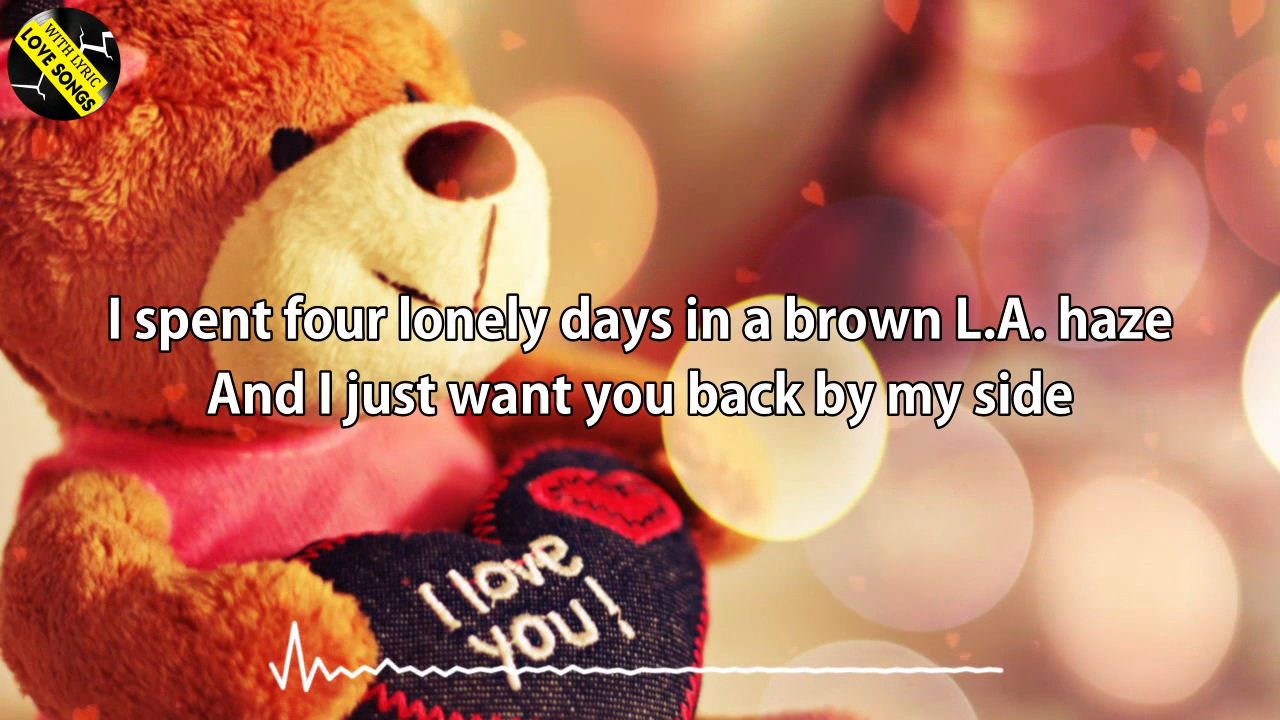 WITH LYRIC
LOVE SONGS
I spent four lonely days in a brown L.A. haze
And I just want you back by my side
I love
you!